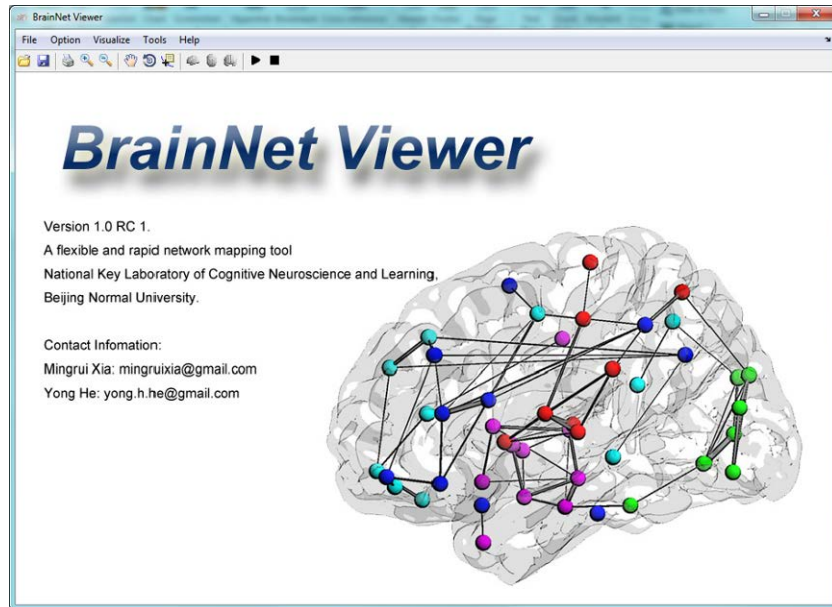 BrainNet Viewer
File Option Visualize Tools Help
BrainNet Viewer
Version 1.0 RC 1.
A flexible and rapid network mapping tool
National Key Laboratory of Cognitive Neuroscience and Learning,
Beijing Normal University.
Contact Infomation:
Mingrui Xia: mingruixia@gmail.com
Yong He: yong.h.he@gmail.com